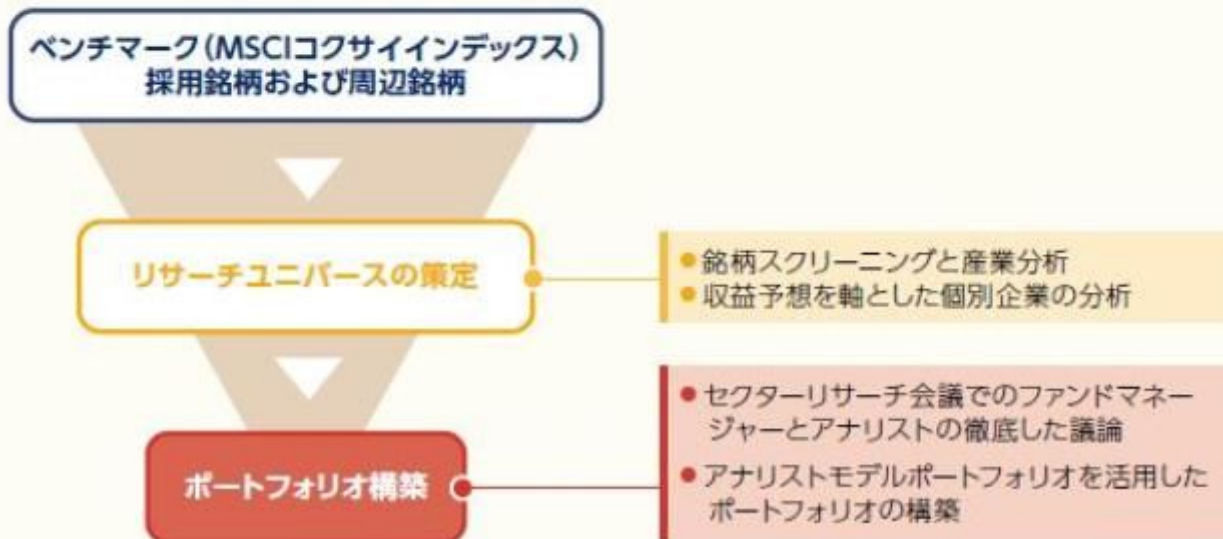 ベンチマーク(MSCIコクサイインデックス)
採用銘柄および周辺銘柄
リサーチユニバースの策定
●銘柄スクリーニングと産業分析
●収益予想を軸とした個別企業の分析
ポートフォリオ構築
●セクターリサーチ会議でのファンドマネー
ジャーとアナリストの徹底した議論
●アナリストモデルポートフォリオを活用した
ポートフォリオの構築